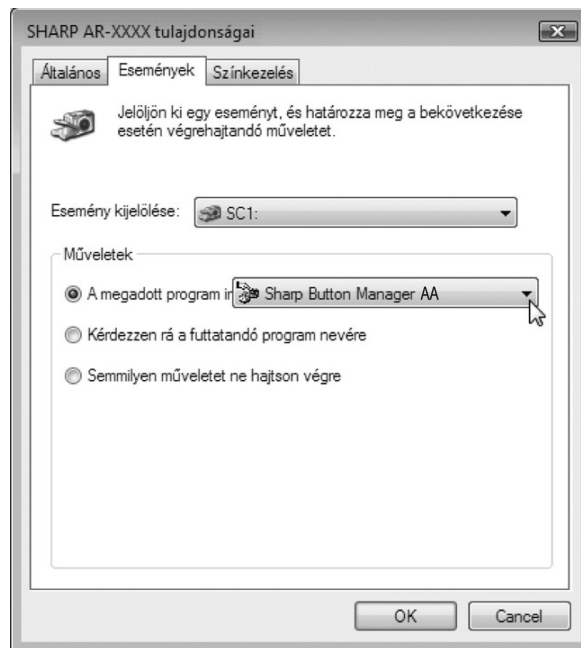 SHARP AR-XXXX tulajdonságai
Általános Események Színkezelés
Jelöljön ki egy eseményt, és határozza meg a bekövetkezése
esetén végrehajtandó műveletet.
Esemény kijelölése: SC1:
Műveletek
A megadott program in Sharp Button Manager AA
Kérdezzen rá a futtatandó program nevére
Semmilyen műveletet ne hajtson végre
OK Cancel